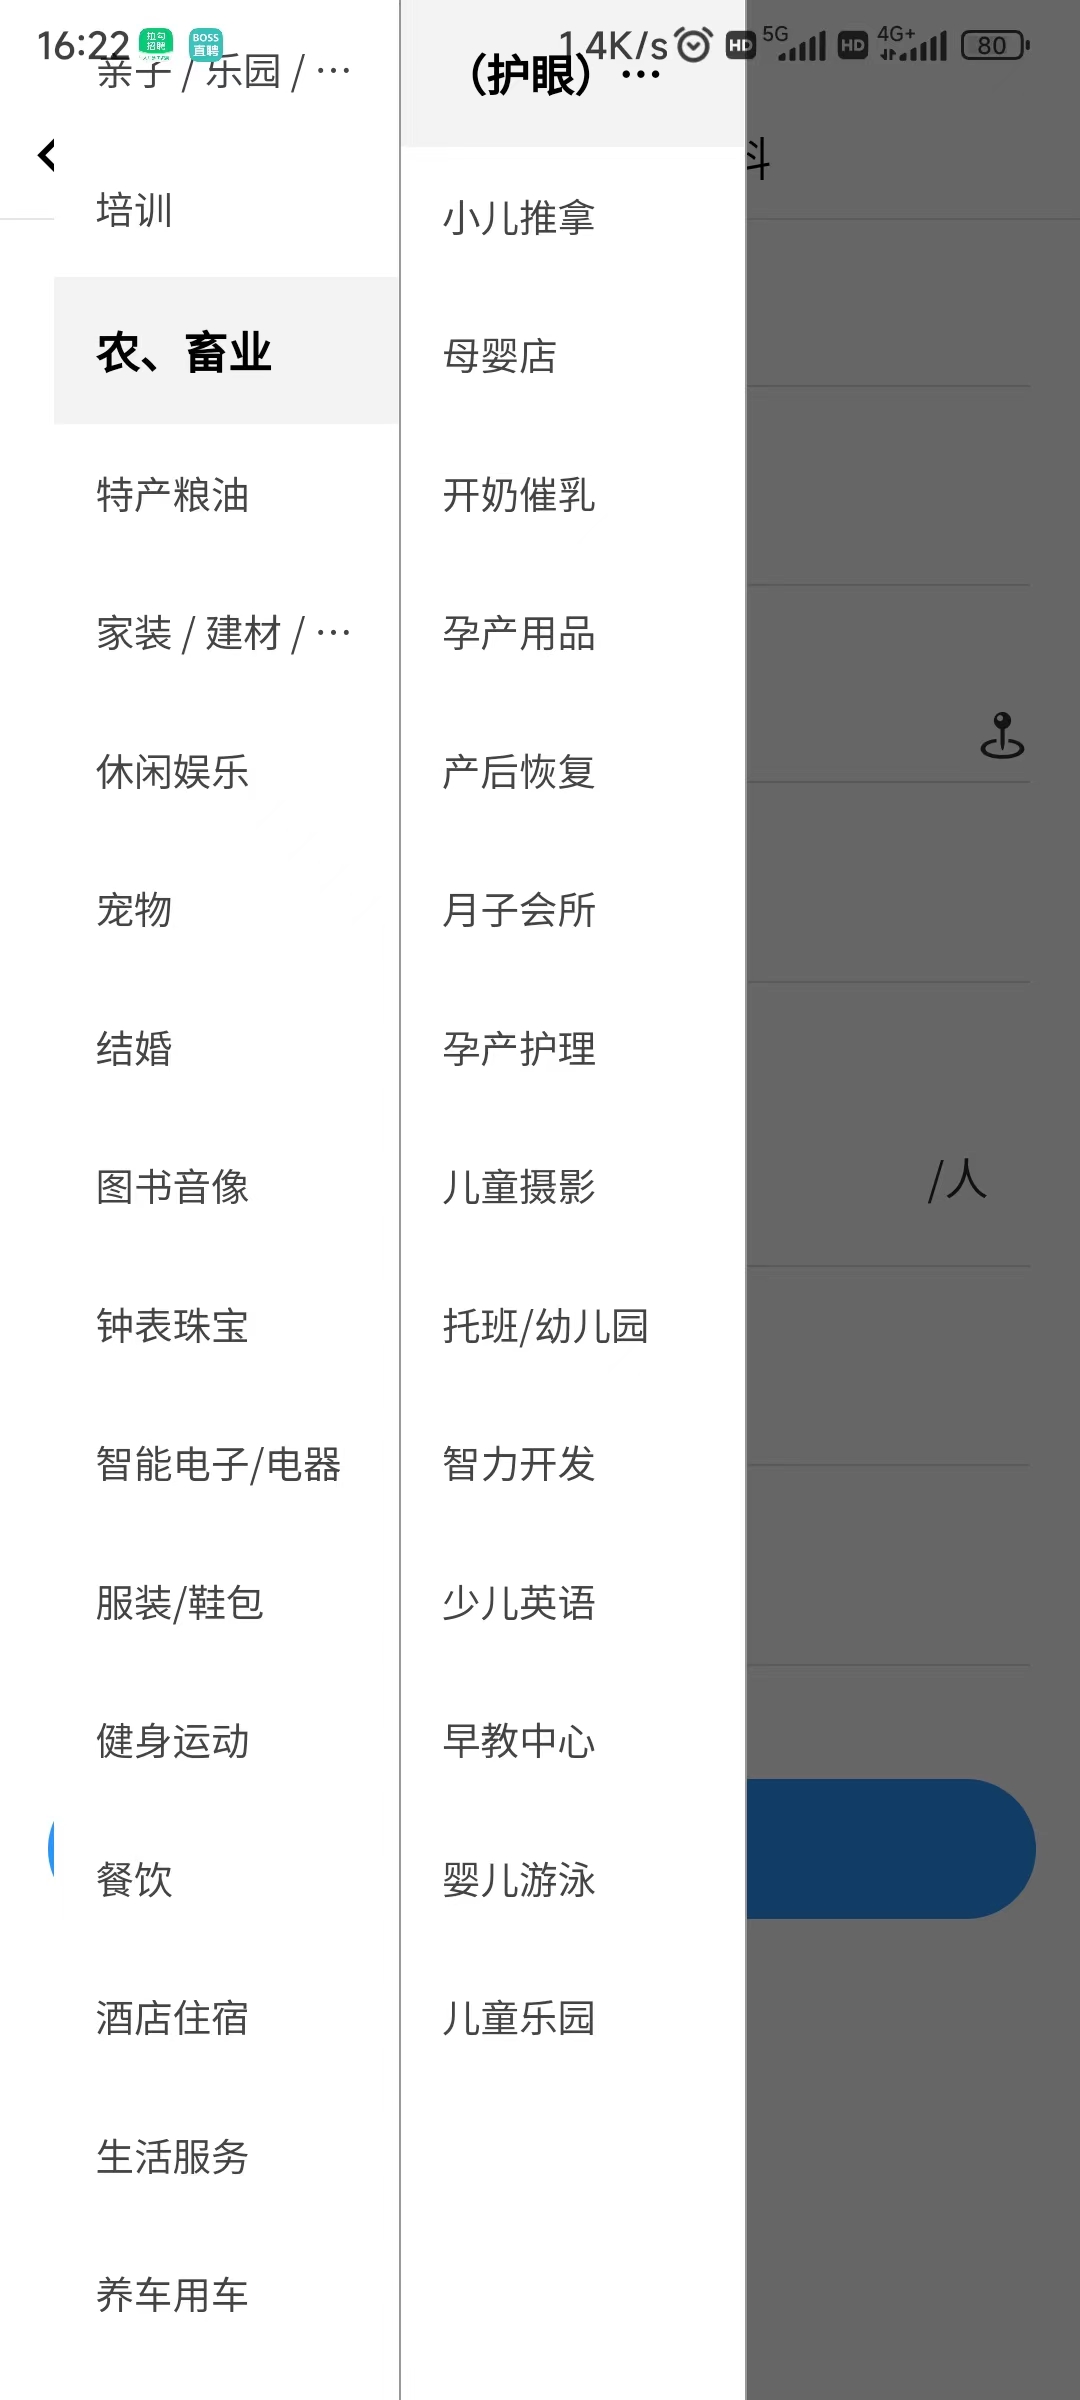 16:22
拉勾招聘
BOSS直聘
1.4K/s
HD
5G
HD
4G+
80
亲子 / 乐园 / …
培训
农、畜业
特产粮油
家装 / 建材 / …
休闲娱乐
宠物
结婚
图书音像
钟表珠宝
智能电子/电器
服装/鞋包
健身运动
餐饮
酒店住宿
生活服务
养车用车
（护眼）…
小儿推拿
母婴店
开奶催乳
孕产用品
产后恢复
月子会所
孕产护理
儿童摄影
托班/幼儿园
智力开发
少儿英语
早教中心
婴儿游泳
儿童乐园
/人